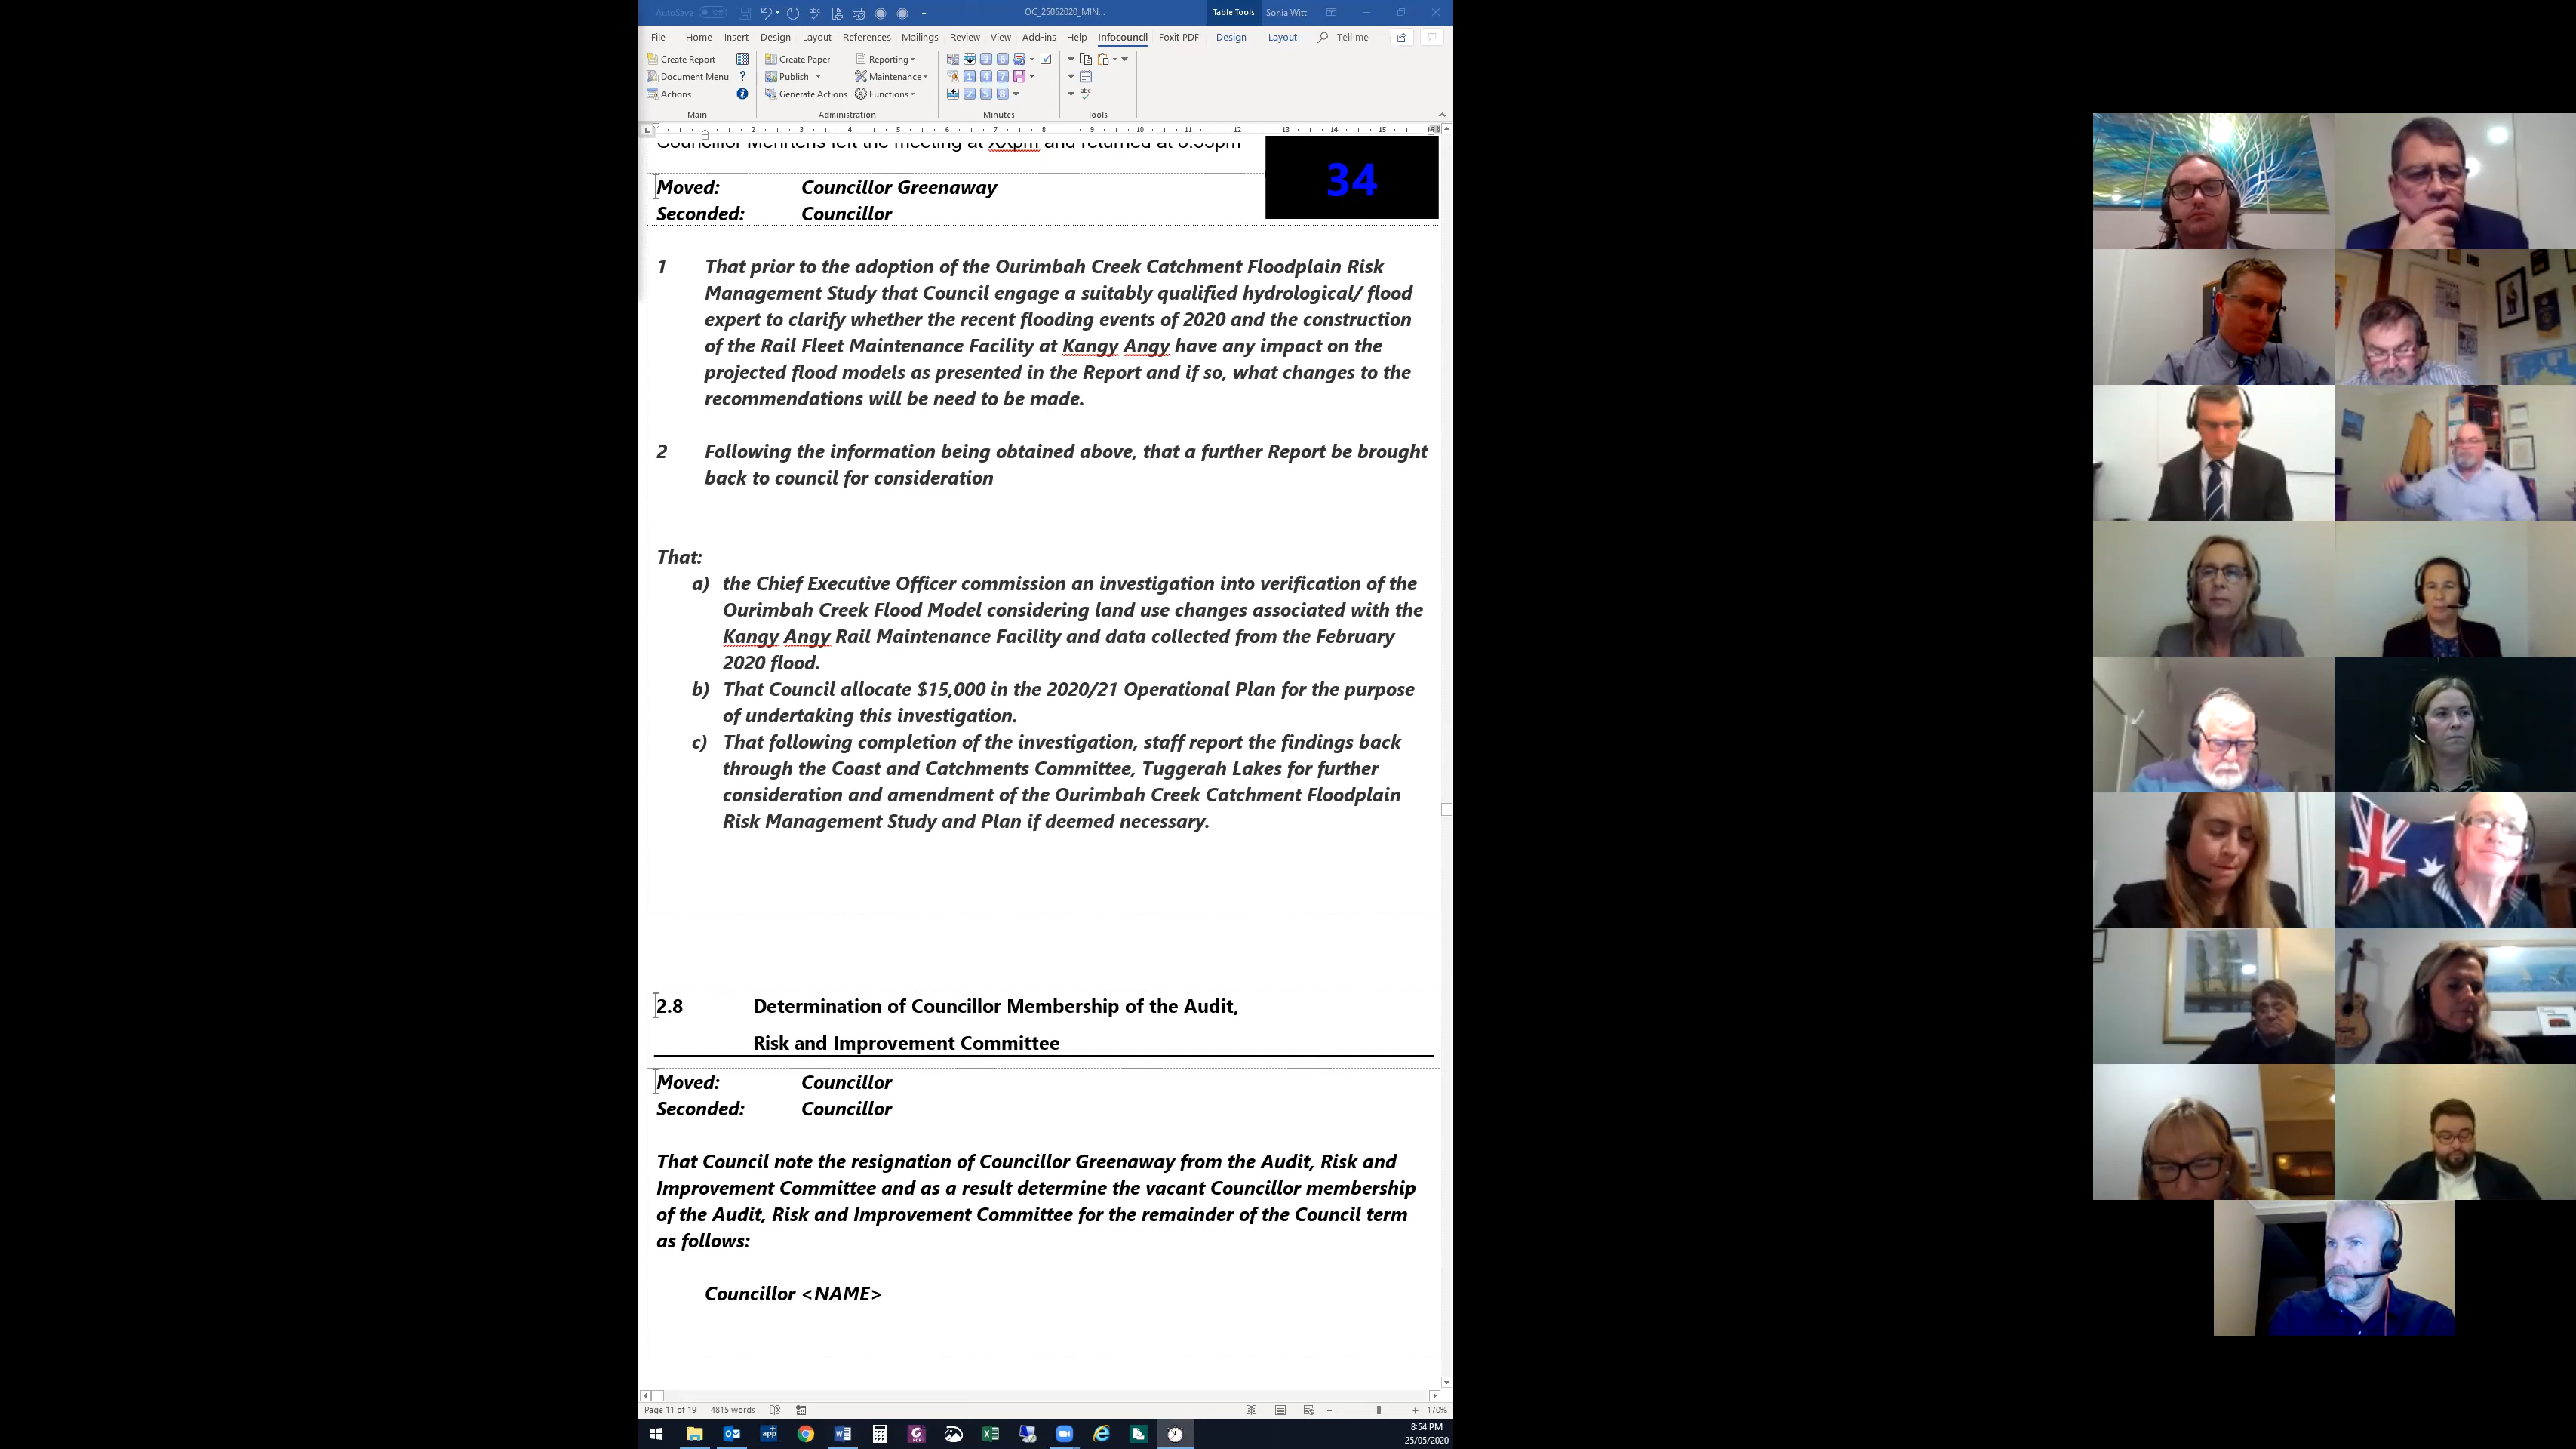 AutoSave
OC_25052020_MIN...
Table Tools
Sonia Witt
File Home Insert Design Layout References Mailings Review View Add-ins Help Infocouncil Foxit PDF Design Layout Tell me
Create Report
Document Menu
Actions
Main
Create Paper
Publish
Generate Actions
Reporting
Maintenance
Functions
Administration
Minutes
Tools
Councillor Mehrtens left the meeting at XXpm and returned at 8.53pm
34
Moved: Councillor Greenaway
Seconded: Councillor
1 That prior to the adoption of the Ourimbah Creek Catchment Floodplain Risk
Management Study that Council engage a suitably qualified hydrological/ flood
expert to clarify whether the recent flooding events of 2020 and the construction
of the Rail Fleet Maintenance Facility at Kangy Angy have any impact on the
projected flood models as presented in the Report and if so, what changes to the
recommendations will be need to be made.
2 Following the information being obtained above, that a further Report be brought
back to council for consideration
That:
a) the Chief Executive Officer commission an investigation into verification of the
Ourimbah Creek Flood Model considering land use changes associated with the
Kangy Angy Rail Maintenance Facility and data collected from the February
2020 flood.
b) That Council allocate $15,000 in the 2020/21 Operational Plan for the purpose
of undertaking this investigation.
c) That following completion of the investigation, staff report the findings back
through the Coast and Catchments Committee, Tuggerah Lakes for further
consideration and amendment of the Ourimbah Creek Catchment Floodplain
Risk Management Study and Plan if deemed necessary.
2.8 Determination of Councillor Membership of the Audit,
Risk and Improvement Committee
Moved: Councillor
Seconded: Councillor
That Council note the resignation of Councillor Greenaway from the Audit, Risk and
Improvement Committee and as a result determine the vacant Councillor membership
of the Audit, Risk and Improvement Committee for the remainder of the Council term
as follows:
Councillor <NAME>
Page 11 of 19 4815 words
170%
8:54 PM
25/05/2020